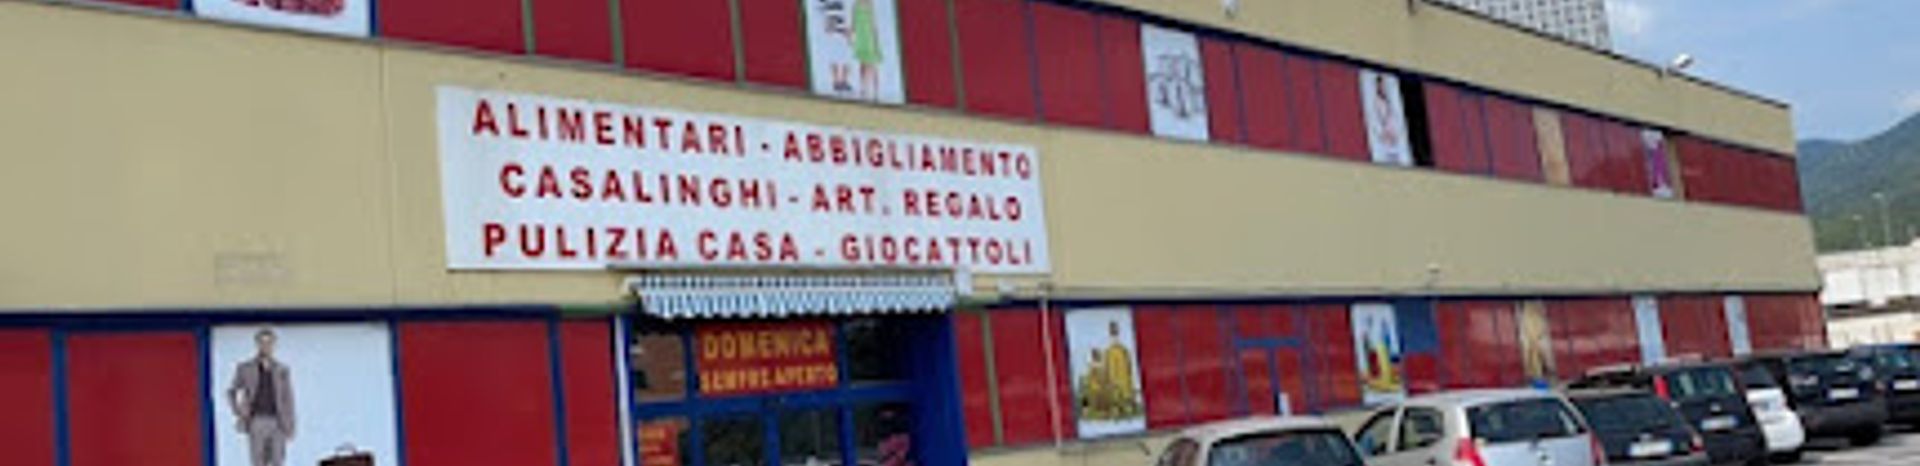 ALIMENTARI - ABBIGLIAMENTO
CASALINGHI - ART. REGALO
PULIZIA CASA - GIOCATTOLI
DOMENICA
SEMPRE APERTO